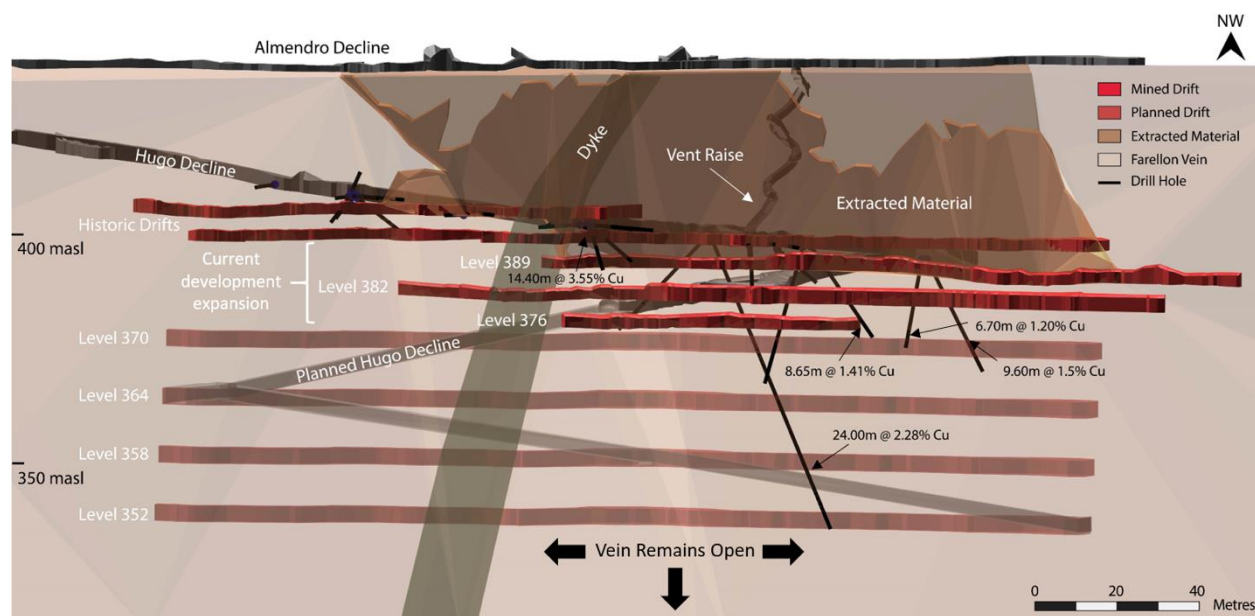 NW
Almendro Decline
Mined Drift
Planned Drift
Extracted Material
Farellon Vein
Drill Hole
Hugo Decline
Dyke
Vent Raise
Extracted Material
Historic Drifts
400 masl
Current
development
expansion
Level 389
14.40m @ 3.55% Cu
Level 382
Level 376
6.70m @ 1.20% Cu
Level 370
8.65m @ 1.41% Cu
9.60m @ 1.5% Cu
Planned Hugo Decline
Level 364
24.00m @ 2.28% Cu
Level 358
350 masl
Level 352
Vein Remains Open
0 20 40
Metres